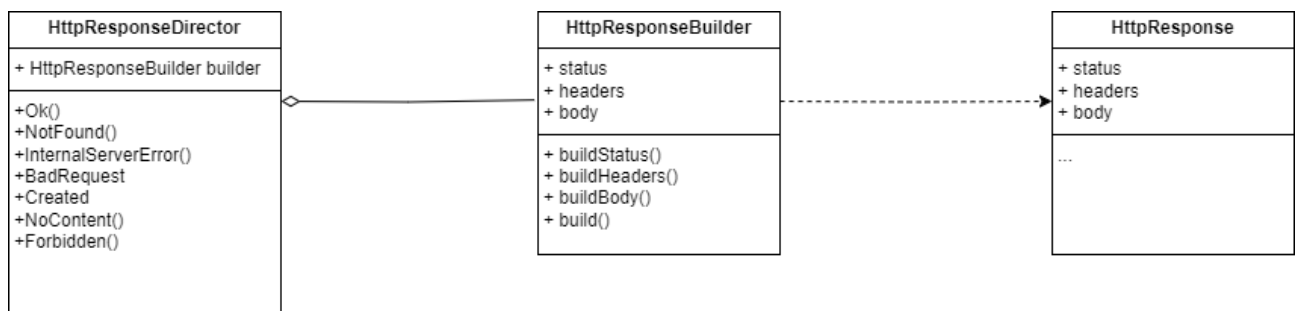 HttpResponseDirector
+ HttpResponseBuilder builder
+Ok()
+NotFound()
+InternalServerError()
+BadRequest
+Created
+NoContent()
+Forbidden()
HttpResponseBuilder
+ status
+ headers
+ body
+ buildStatus()
+ buildHeaders()
+ buildBody()
+ build()
HttpResponse
+ status
+ headers
+ body
...